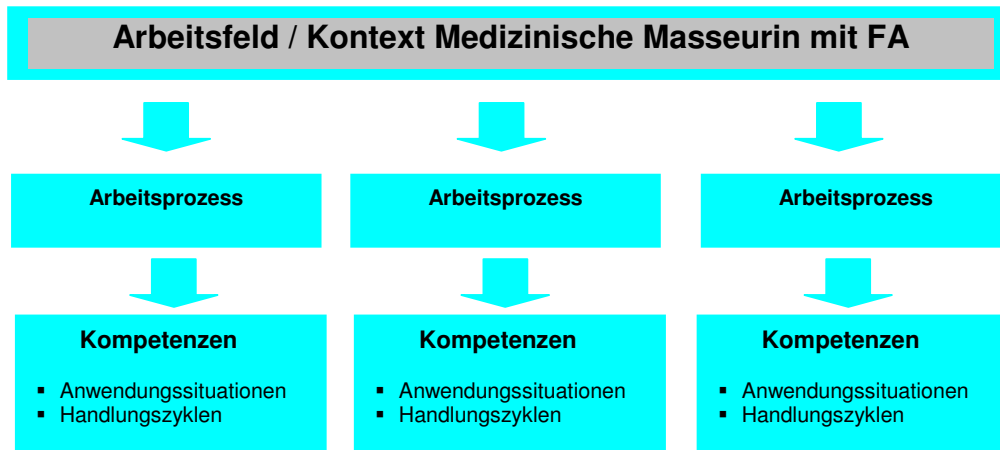 Arbeitsfeld / Kontext Medizinische Masseurin mit FA
Arbeitsprozess
Arbeitsprozess
Arbeitsprozess
Kompetenzen
▪ Anwendungssituationen
▪ Handlungszyklen
Kompetenzen
▪ Anwendungssituationen
▪ Handlungszyklen
Kompetenzen
▪ Anwendungssituationen
▪ Handlungszyklen